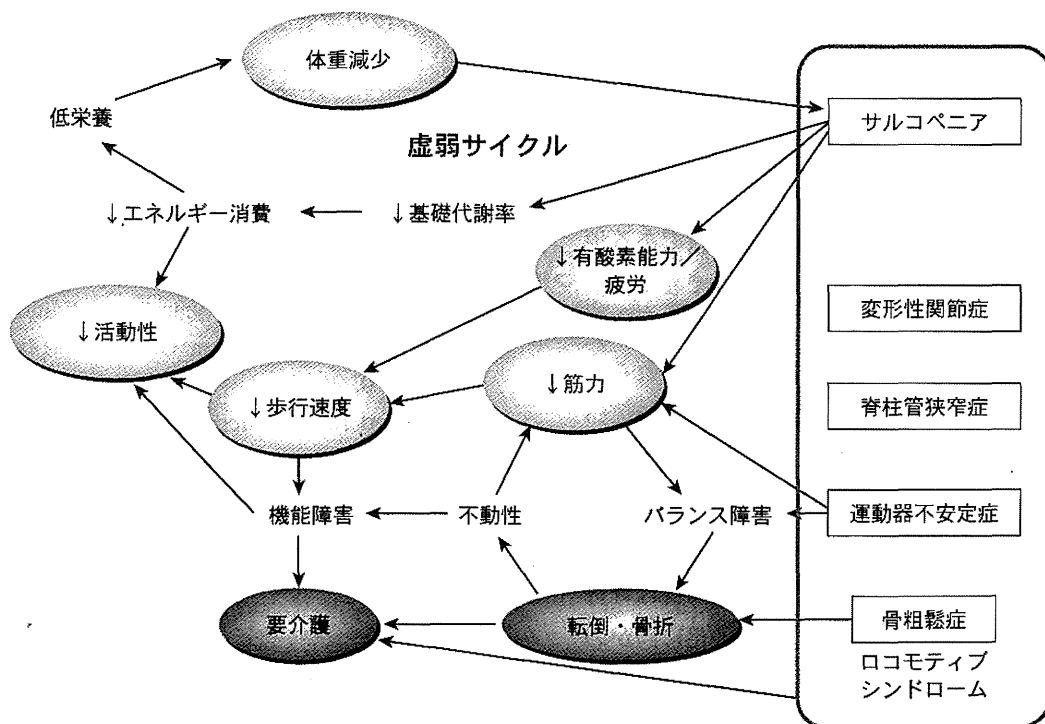 体重減少
低栄養
サルコペニア
虚弱サイクル
↓エネルギー消費
↓基礎代謝率
↓有酸素能力／
疲労
変形性関節症
↓活動性
↓筋力
↓歩行速度
脊柱管狭窄症
機能障害
不動性
バランス障害
運動器不安定症
要介護
転倒・骨折
骨粗鬆症
ロコモティブ
シンドローム